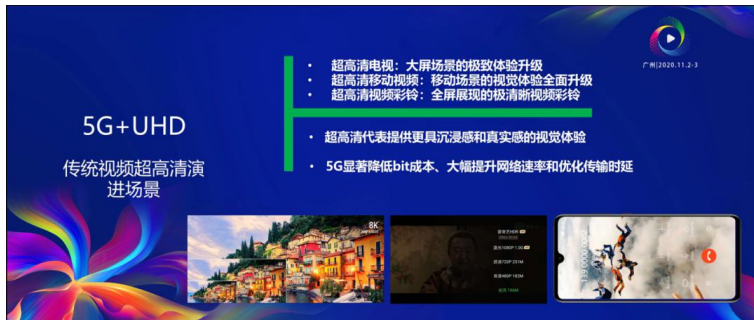 广州|2020.11.2-3
• 超高清电视：大屏场景的极致体验升级
• 超高清移动视频：移动场景的视觉体验全面升级
• 超高清视频彩铃：全屏展现的极清晰视频彩铃
5G+UHD
传统视频超高清演
进场景
• 超高清代表提供更具沉浸感和真实感的视觉体验
• 5G显著降低bit成本、大幅提升网络速率和优化传输时延
8K